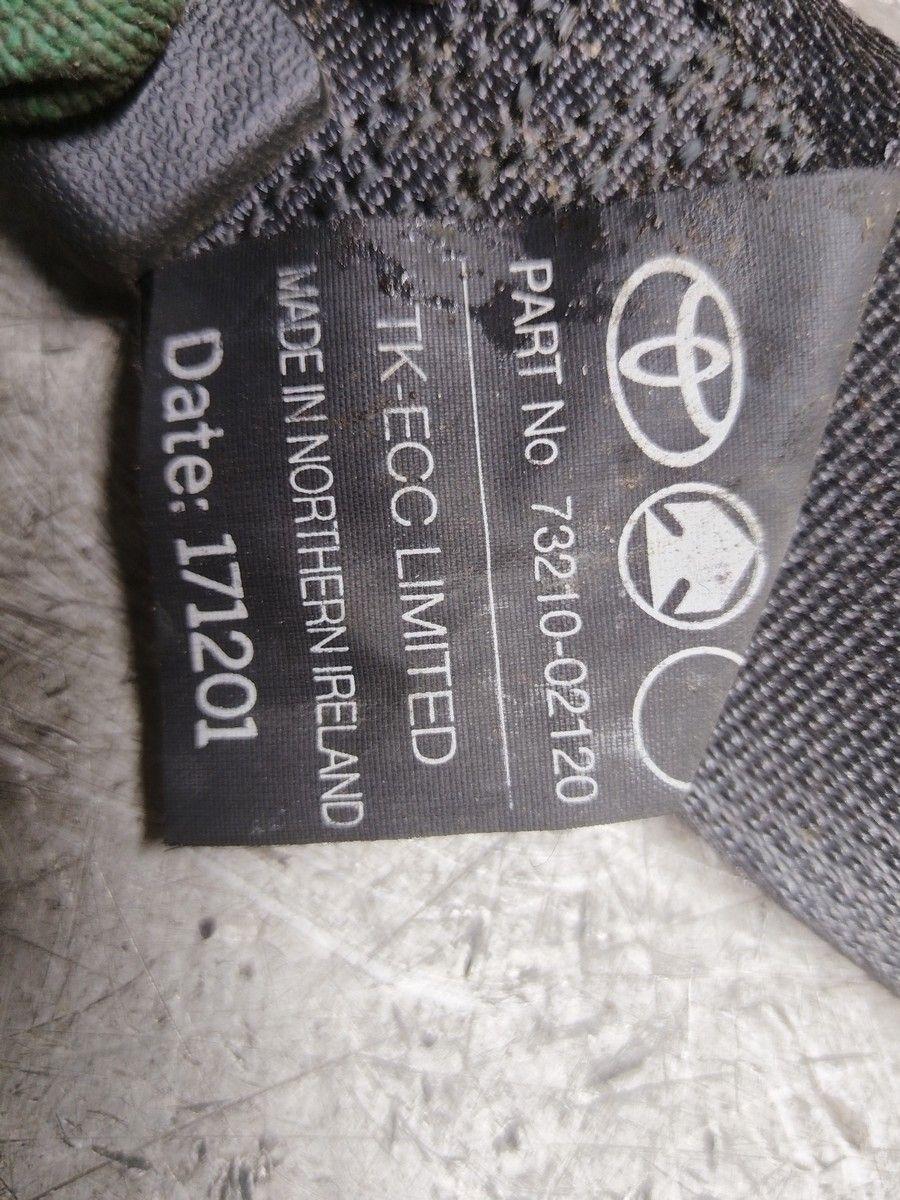 PART No 73210-02120
TK-ECC LIMITED
MADE IN NORTHERN IRELAND
Date: 171201